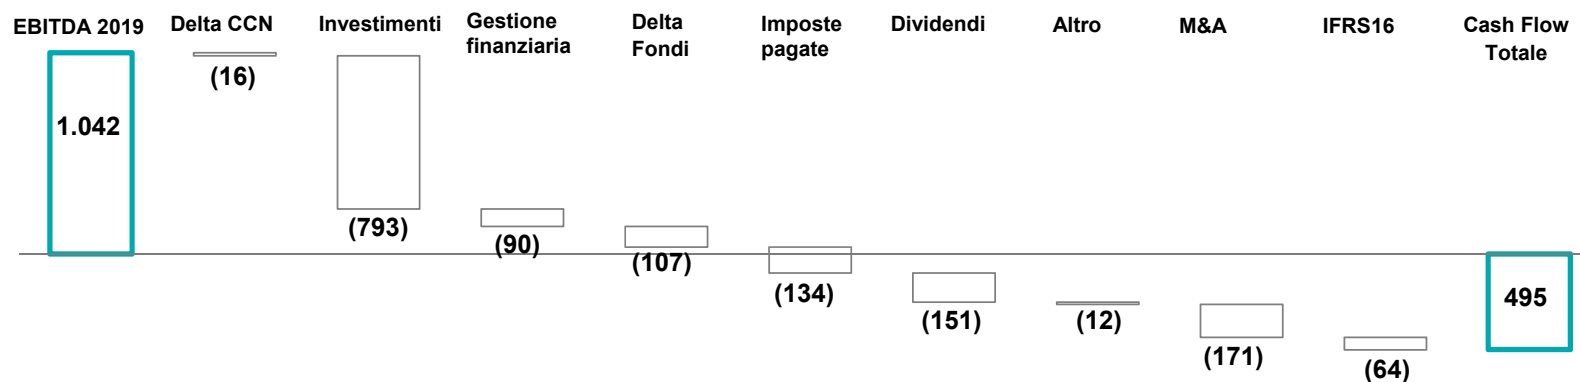 EBITDA 2019
Delta CCN
Investimenti
Gestione
finanziaria
Delta
Fondi
Imposte
pagate
Dividendi
Altro
M&A
IFRS16
Cash Flow
Totale
1.042
(16)
(793)
(90)
(107)
(134)
(151)
(12)
(171)
(64)
495